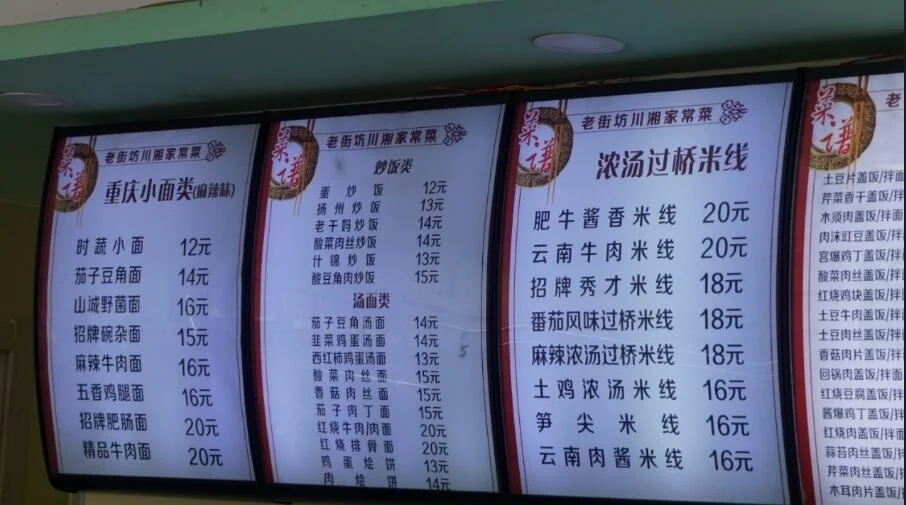 菜谱
老街坊川湘家常菜
重庆小面类(麻辣味)
时蔬小面 12元
茄子豆角面 14元
山城野菌面 16元
招牌碗杂面 15元
麻辣牛肉面 16元
五香鸡腿面 16元
招牌肥肠面 20元
精品牛肉面 20元
菜谱
老街坊川湘家常菜
炒饭类
蛋炒饭 12元
扬州炒饭 13元
老干妈炒饭 14元
酸菜肉丝炒饭 14元
什锦炒饭 13元
酸豆角肉炒饭 15元
汤面类
茄子豆角汤面 14元
韭菜鸡蛋汤面 14元
西红柿鸡蛋汤面 13元
酸菜肉丝面 15元
香菇肉丝面 15元
茄子肉丁面 15元
红烧牛肉肉面 20元
红烧排骨面 20元
鸡蛋烩饼 13元
肉烩饼 14元
菜谱
老街坊川湘家常菜
浓汤过桥米线
肥牛酱香米线 20元
云南牛肉米线 20元
招牌秀才米线 18元
番茄风味过桥米线 18元
麻辣浓汤过桥米线 18元
土鸡浓汤米线 16元
笋尖米线 16元
云南肉酱米线 16元
菜谱
老
土豆片盖饭/拌面
芹菜香干盖饭/拌
木须肉盖饭/拌面
肉沫豇豆盖饭/拌
宫爆鸡丁盖饭/拌
酸菜肉丝盖饭/拌
红烧鸡块盖饭/拌
土豆牛肉盖饭/拌
土豆肉丝盖饭/拌
香菇肉片盖饭/拌
回锅肉盖饭/拌面
红烧豆腐盖饭/拌
酱爆鸡丁盖饭/拌
红烧肉盖饭/拌面
蒜苔肉丝盖饭/拌
芹菜肉丝盖饭/拌
木耳肉片盖饭/拌